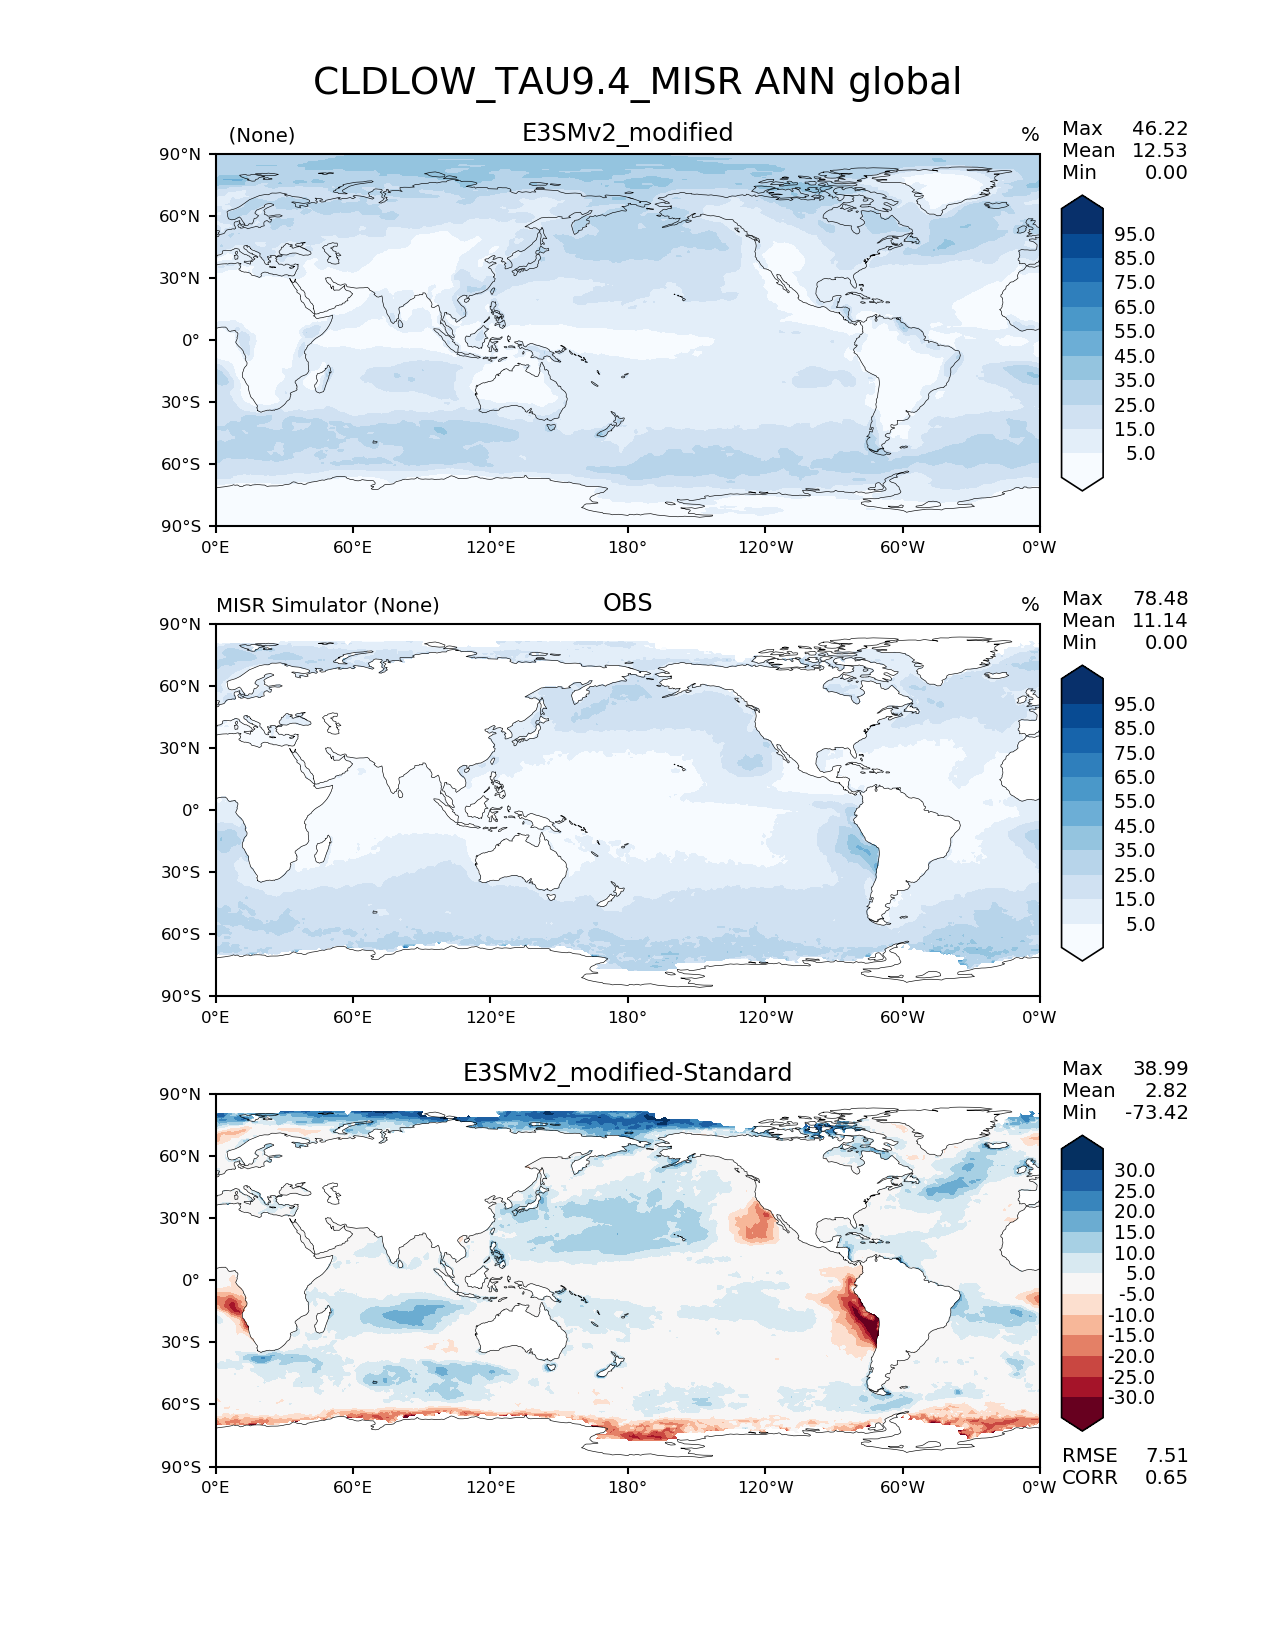 CLDLOW_TAU9.4_MISR ANN global
(None) E3SMv2_modified %
Max 46.22
Mean 12.53
Min 0.00
90°N
60°N
30°N
0°
30°S
60°S
90°S
0°E 60°E 120°E 180° 120°W 60°W 0°W
95.0
85.0
75.0
65.0
55.0
45.0
35.0
25.0
15.0
5.0
MISR Simulator (None) OBS %
Max 78.48
Mean 11.14
Min 0.00
90°N
60°N
30°N
0°
30°S
60°S
90°S
0°E 60°E 120°E 180° 120°W 60°W 0°W
95.0
85.0
75.0
65.0
55.0
45.0
35.0
25.0
15.0
5.0
E3SMv2_modified-Standard
Max 38.99
Mean 2.82
Min -73.42
90°N
60°N
30°N
0°
30°S
60°S
90°S
0°E 60°E 120°E 180° 120°W 60°W 0°W
30.0
25.0
20.0
15.0
10.0
5.0
-5.0
-10.0
-15.0
-20.0
-25.0
-30.0
RMSE 7.51
CORR 0.65